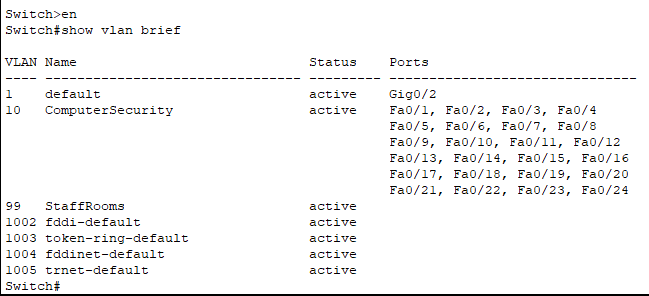 Switch>en
Switch#show vlan brief
VLAN Name                             Status    Ports
---- -------------------------------- --------- -------------------------------
1    default                          active    Gig0/2
10   ComputerSecurity                 active    Fa0/1, Fa0/2, Fa0/3, Fa0/4
                                                Fa0/5, Fa0/6, Fa0/7, Fa0/8
                                                Fa0/9, Fa0/10, Fa0/11, Fa0/12
                                                Fa0/13, Fa0/14, Fa0/15, Fa0/16
                                                Fa0/17, Fa0/18, Fa0/19, Fa0/20
                                                Fa0/21, Fa0/22, Fa0/23, Fa0/24
99   StaffRooms                       active
1002 fddi-default                     active
1003 token-ring-default               active
1004 fddinet-default                  active
1005 trnet-default                    active
Switch#